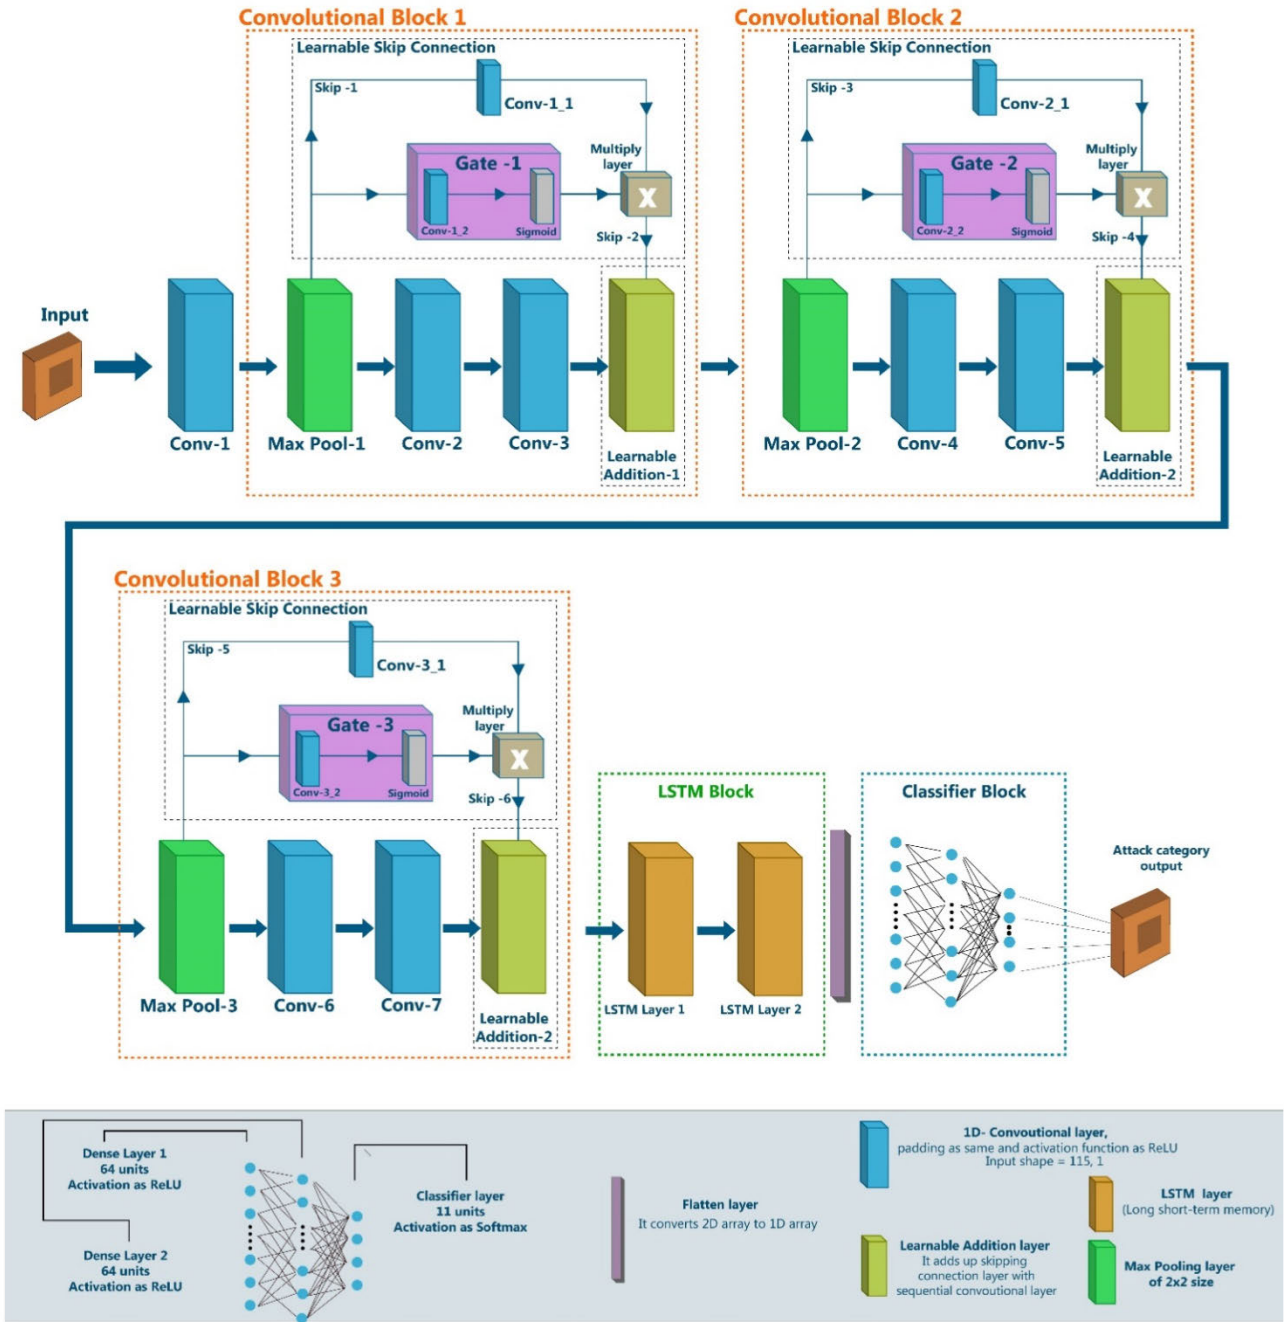 Convolutional Block 1
Learnable Skip Connection
Skip -1
Conv-1_1
Gate -1
Conv-1_2
Sigmoid
Multiply
layer
X
Skip -2
Input
Conv-1
Max Pool-1
Conv-2
Conv-3
Learnable
Addition-1
Convolutional Block 2
Learnable Skip Connection
Skip -3
Conv-2_1
Gate -2
Conv-2_2
Sigmoid
Multiply
layer
X
Skip -4
Max Pool-2
Conv-4
Conv-5
Learnable
Addition-2
Convolutional Block 3
Learnable Skip Connection
Skip -5
Conv-3_1
Gate -3
Conv-3_2
Sigmoid
Multiply
layer
X
Skip -6
Max Pool-3
Conv-6
Conv-7
Learnable
Addition-2
LSTM Block
LSTM Layer 1
LSTM Layer 2
Classifier Block
Attack category
output
Dense Layer 1
64 units
Activation as ReLU
Dense Layer 2
64 units
Activation as ReLU
Classifier layer
11 units
Activation as Softmax
Flatten layer
It converts 2D array to 1D array
1D- Convoutional layer,
padding as same and activation function as ReLU
Input shape = 115, 1
LSTM layer
(Long short-term memory)
Learnable Addition layer
It adds up skipping
connection layer with
sequential convoutional layer
Max Pooling layer
of 2x2 size